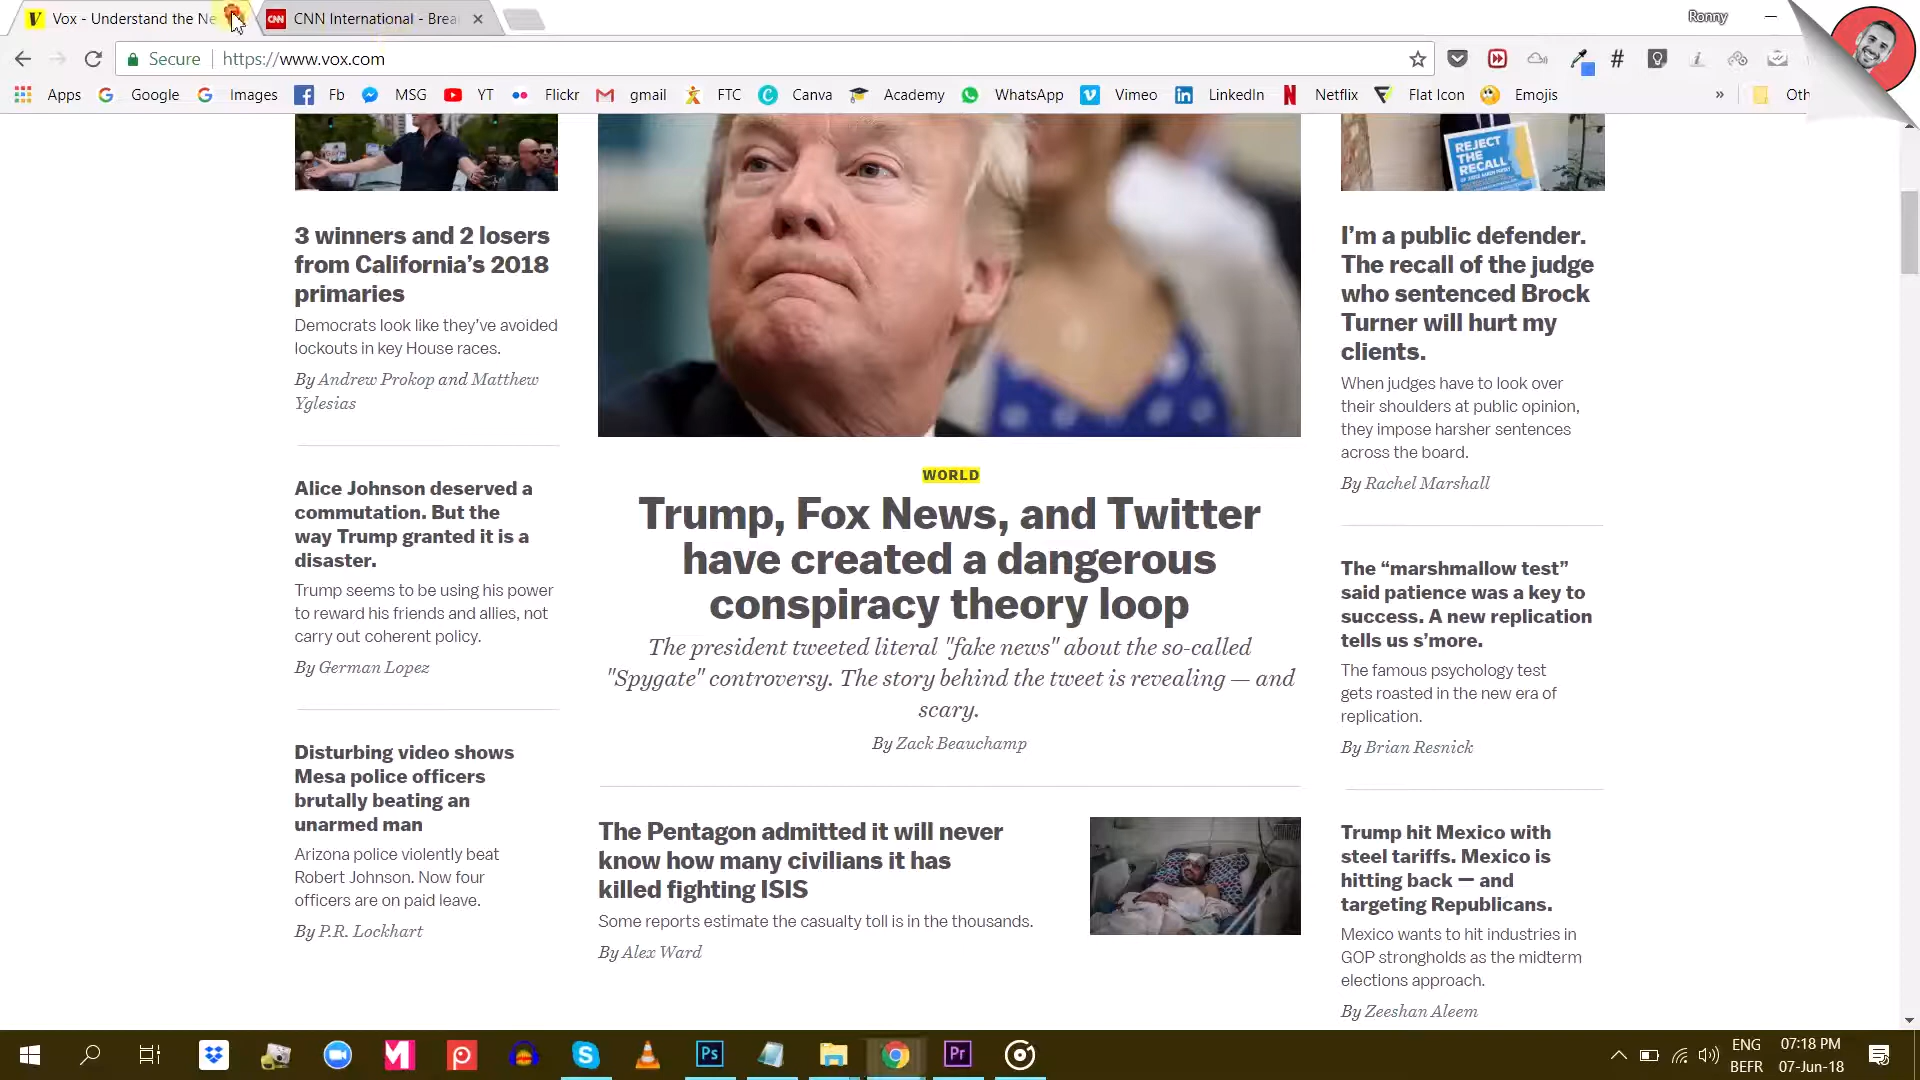 Vox - Understand the Ne
CNN
CNN International - Brea
Ronny
Secure
https://www.vox.com
Apps
Google
Images
Fb
MSG
YT
Flickr
gmail
FTC
Canva
Academy
WhatsApp
Vimeo
LinkedIn
Netflix
Flat Icon
Emojis
»
Oth
3 winners and 2 losers
from California’s 2018
primaries
Democrats look like they’ve avoided
lockouts in key House races.
By Andrew Prokop and Matthew
Yglesias
Alice Johnson deserved a
commutation. But the
way Trump granted it is a
disaster.
Trump seems to be using his power
to reward his friends and allies, not
carry out coherent policy.
By German Lopez
Disturbing video shows
Mesa police officers
brutally beating an
unarmed man
Arizona police violently beat
Robert Johnson. Now four
officers are on paid leave.
By P.R. Lockhart
WORLD
Trump, Fox News, and Twitter
have created a dangerous
conspiracy theory loop
The president tweeted literal "fake news" about the so-called
"Spygate" controversy. The story behind the tweet is revealing — and
scary.
By Zack Beauchamp
The Pentagon admitted it will never
know how many civilians it has
killed fighting ISIS
Some reports estimate the casualty toll is in the thousands.
By Alex Ward
REJECT
THE
RECALL
I’m a public defender.
The recall of the judge
who sentenced Brock
Turner will hurt my
clients.
When judges have to look over
their shoulders at public opinion,
they impose harsher sentences
across the board.
By Rachel Marshall
The “marshmallow test”
said patience was a key to
success. A new replication
tells us s’more.
The famous psychology test
gets roasted in the new era of
replication.
By Brian Resnick
Trump hit Mexico with
steel tariffs. Mexico is
hitting back — and
targeting Republicans.
Mexico wants to hit industries in
GOP strongholds as the midterm
elections approach.
By Zeeshan Aleem
Ps
Pr
ENG
BEFR
07:18 PM
07-Jun-18